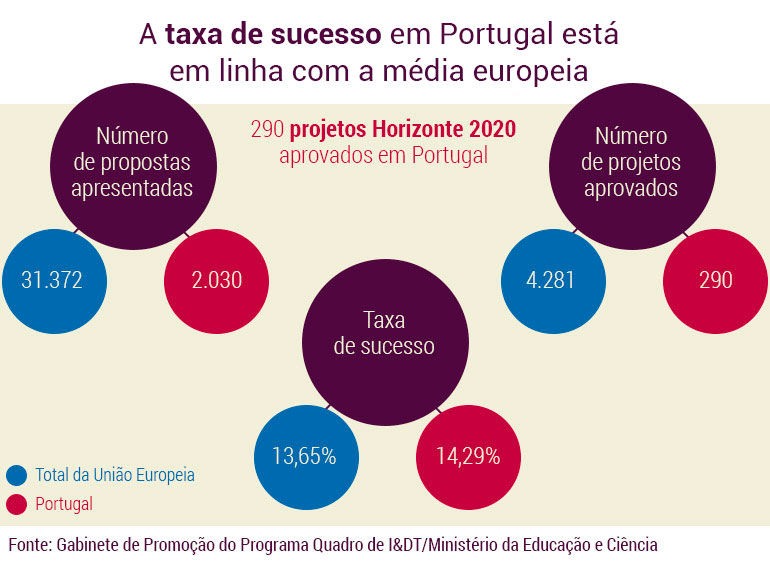 A taxa de sucesso em Portugal está
em linha com a média europeia
290 projetos Horizonte 2020
aprovados em Portugal
Número
de propostas
apresentadas
31.372
2.030
Número
de projetos
aprovados
4.281
290
Taxa
de sucesso
13,65%
14,29%
Total da União Europeia
Portugal
Fonte: Gabinete de Promoção do Programa Quadro de I&DT/Ministério da Educação e Ciência